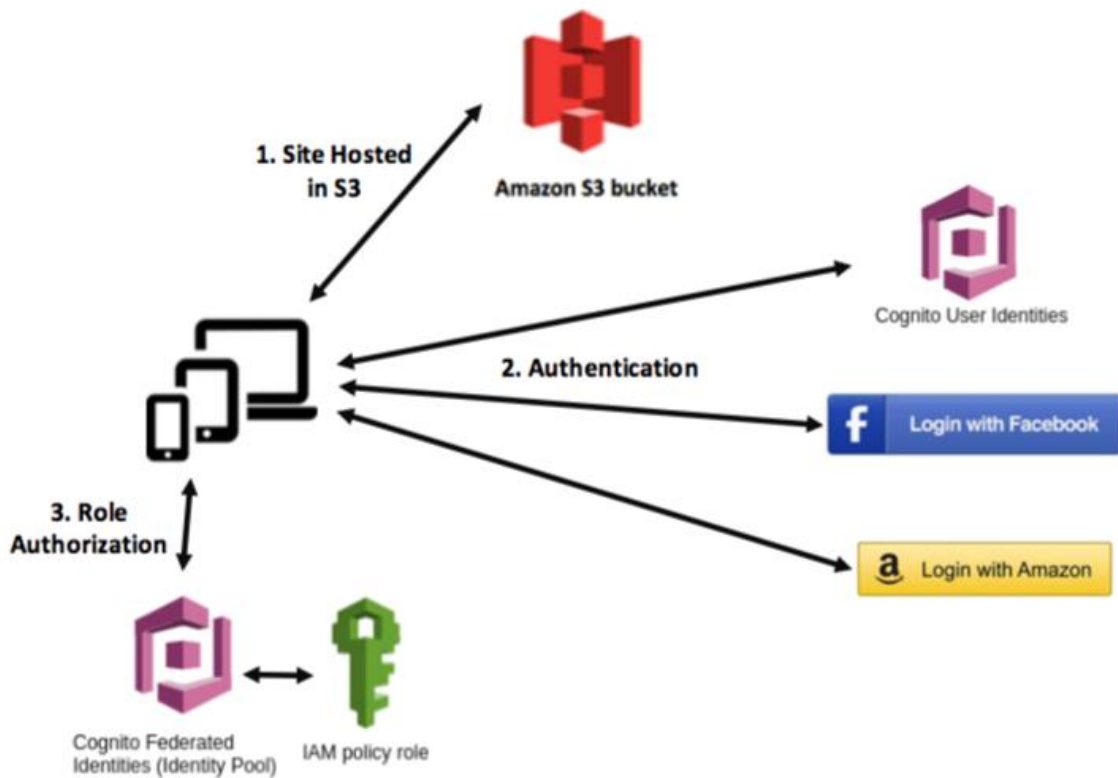 1. Site Hosted
in S3
Amazon S3 bucket
Cognito User Identities
2. Authentication
f Login with Facebook
3. Role
Authorization
a Login with Amazon
Cognito Federated
Identities (Identity Pool)
IAM policy role